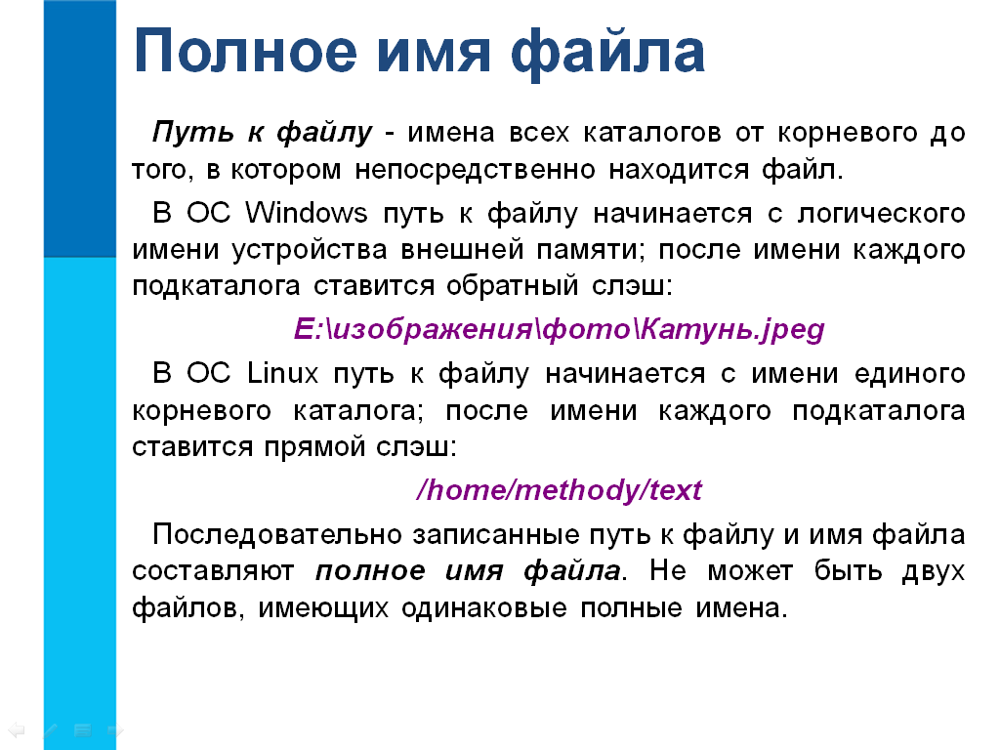 Полное имя файла
Путь к файлу - имена всех каталогов от корневого до
того, в котором непосредственно находится файл.
В ОС Windows путь к файлу начинается с логического
имени устройства внешней памяти; после имени каждого
подкаталога ставится обратный слэш:
E:\изображения\фото\Катунь.jpeg
В ОС Linux путь к файлу начинается с имени единого
корневого каталога; после имени каждого подкаталога
ставится прямой слэш:
/home/methody/text
Последовательно записанные путь к файлу и имя файла
составляют полное имя файла. Не может быть двух
файлов, имеющих одинаковые полные имена.